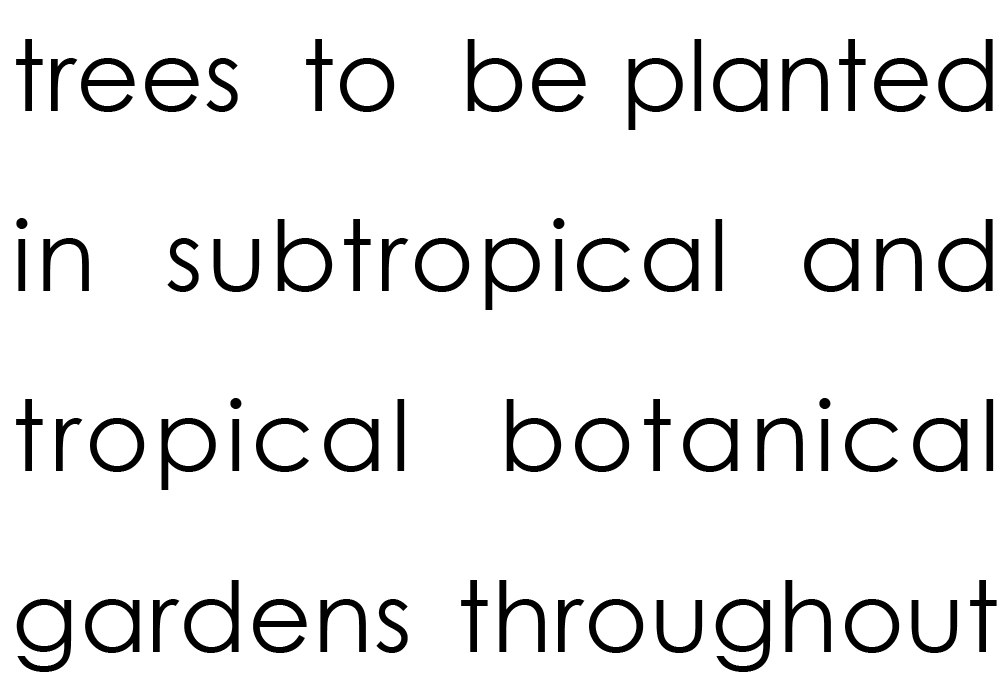 trees to be planted
in subtropical and
tropical botanical
gardens throughout